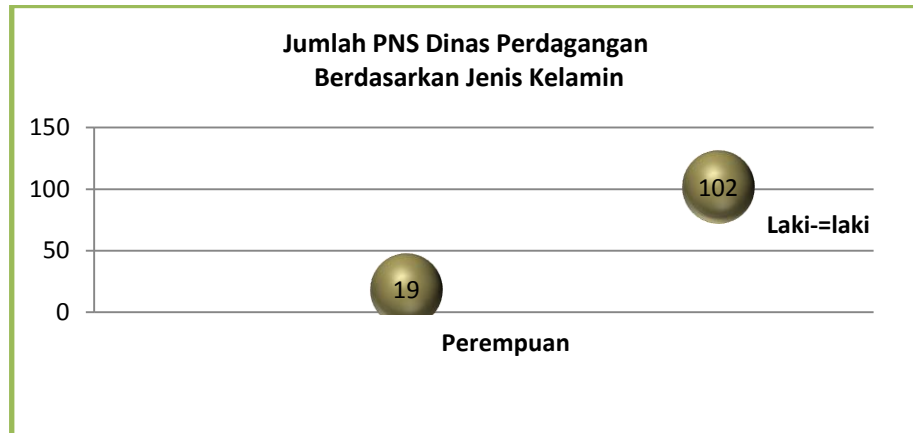 Jumlah PNS Dinas Perdagangan
Berdasarkan Jenis Kelamin
150
100
50
0
102
Laki-=laki
19
Perempuan